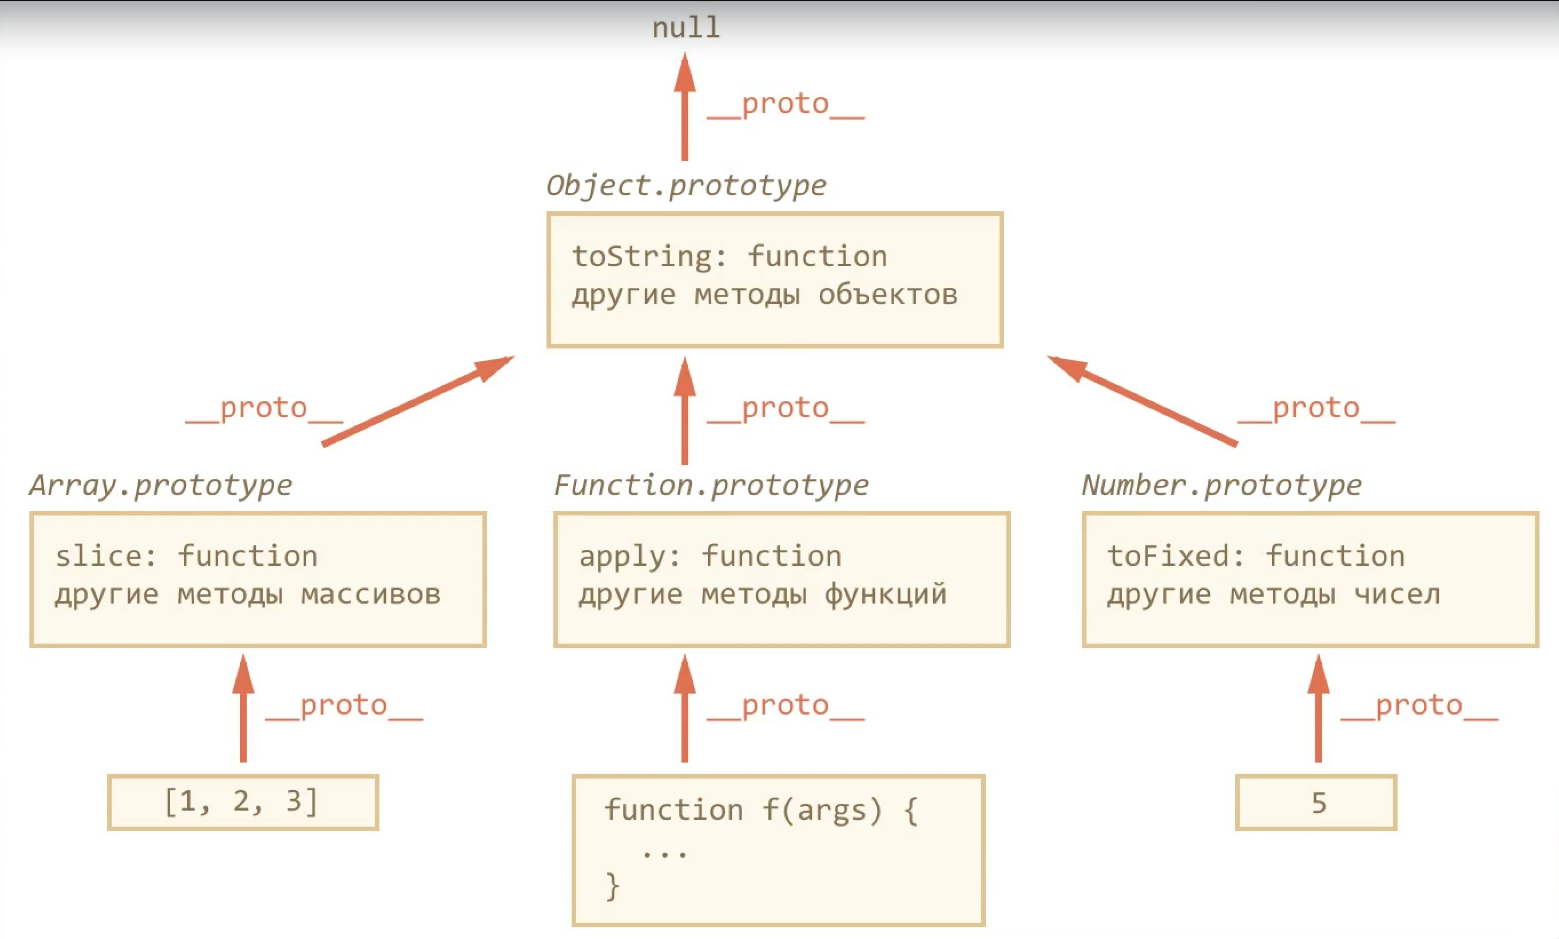 null
__proto__
Object.prototype
toString: function
другие методы объектов
__proto__
__proto__
__proto__
Array.prototype
slice: function
другие методы массивов
Function.prototype
apply: function
другие методы функций
Number.prototype
toFixed: function
другие методы чисел
__proto__
__proto__
__proto__
[1, 2, 3]
function f(args) {
...
}
5